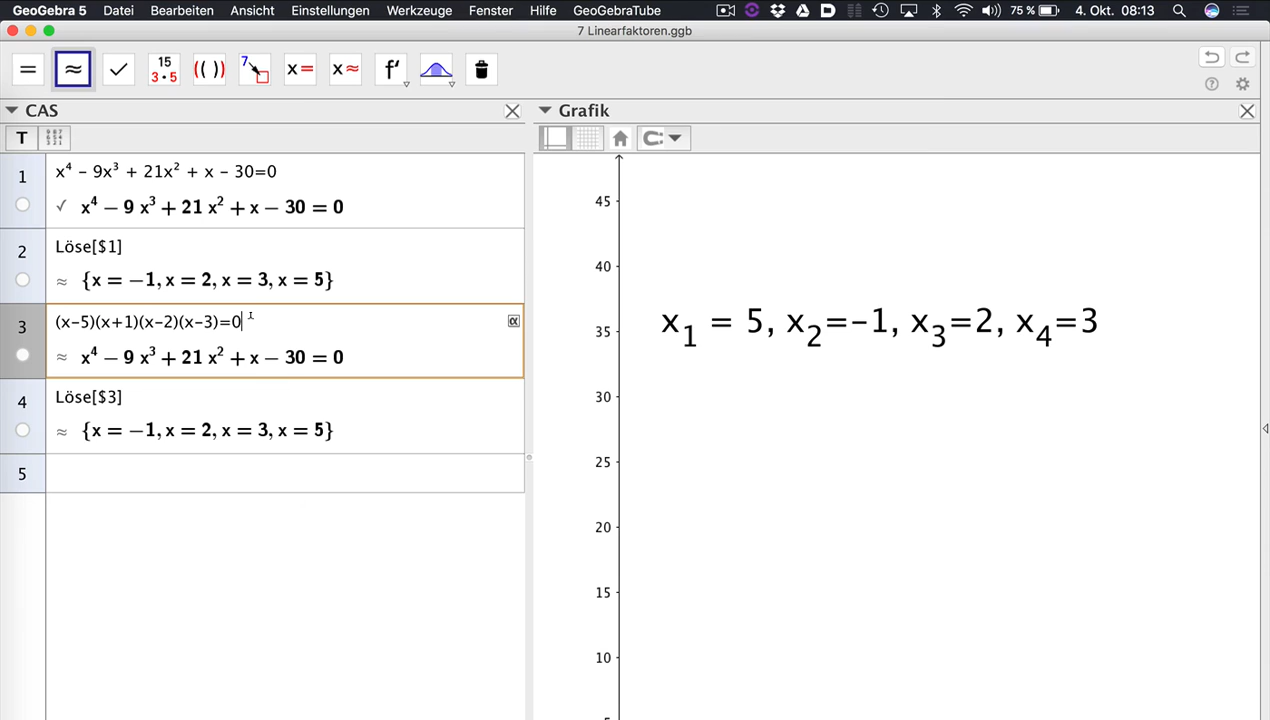 GeoGebra 5 Datei Bearbeiten Ansicht Einstellungen Werkzeuge Fenster Hilfe GeoGebraTube 75 % 4. Okt. 08:13
7 Linearfaktoren.ggb
= ≈ ✓ 15 3·5 (( )) 7 x= x≈ f′
CAS
T
1 x⁴ – 9x³ + 21x² + x – 30=0
✓ x⁴ − 9 x³ + 21 x² + x − 30 = 0
2 Löse[$1]
≈ {x = −1, x = 2, x = 3, x = 5}
3 (x–5)(x+1)(x–2)(x–3)=0 α
≈ x⁴ − 9 x³ + 21 x² + x − 30 = 0
4 Löse[$3]
≈ {x = −1, x = 2, x = 3, x = 5}
5
Grafik
45
40
x₁ = 5, x₂=–1, x₃=2, x₄=3
35
30
25
20
15
10